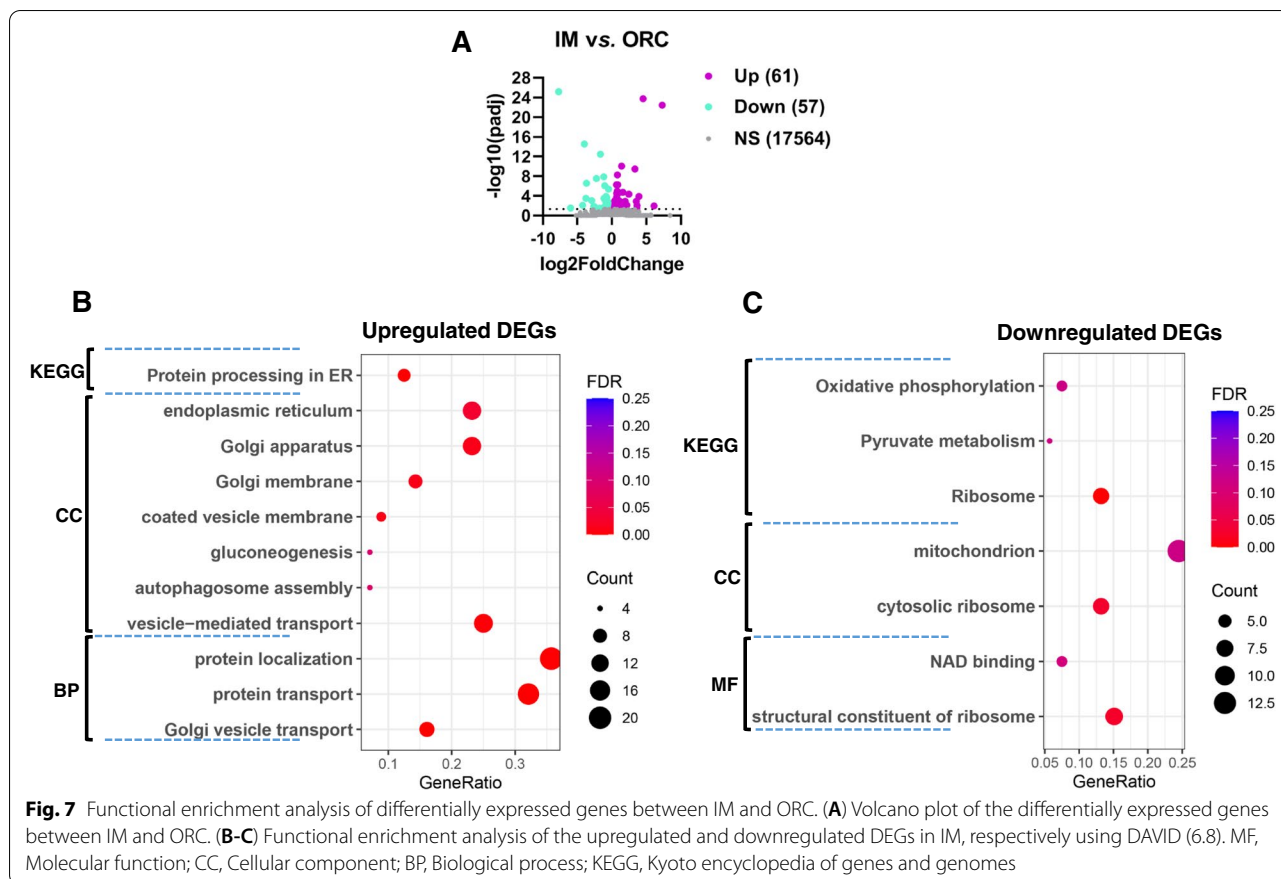 A
IM vs. ORC
28
24
20
16
12
8
4
0
-log10(padj)
-10 -5 0 5 10
log2FoldChange
Up (61)
Down (57)
NS (17564)
B
Upregulated DEGs
KEGG
CC
BP
Protein processing in ER
endoplasmic reticulum
Golgi apparatus
Golgi membrane
coated vesicle membrane
gluconeogenesis
autophagosome assembly
vesicle−mediated transport
protein localization
protein transport
Golgi vesicle transport
0.1 0.2 0.3
GeneRatio
FDR
0.25
0.20
0.15
0.10
0.05
0.00
Count
4
8
12
16
20
C
Downregulated DEGs
KEGG
CC
MF
Oxidative phosphorylation
Pyruvate metabolism
Ribosome
mitochondrion
cytosolic ribosome
NAD binding
structural constituent of ribosome
0.05 0.10 0.15 0.20 0.25
GeneRatio
FDR
0.25
0.20
0.15
0.10
0.05
0.00
Count
5.0
7.5
10.0
12.5
Fig. 7 Functional enrichment analysis of differentially expressed genes between IM and ORC. (A) Volcano plot of the differentially expressed genes
between IM and ORC. (B-C) Functional enrichment analysis of the upregulated and downregulated DEGs in IM, respectively using DAVID (6.8). MF,
Molecular function; CC, Cellular component; BP, Biological process; KEGG, Kyoto encyclopedia of genes and genomes